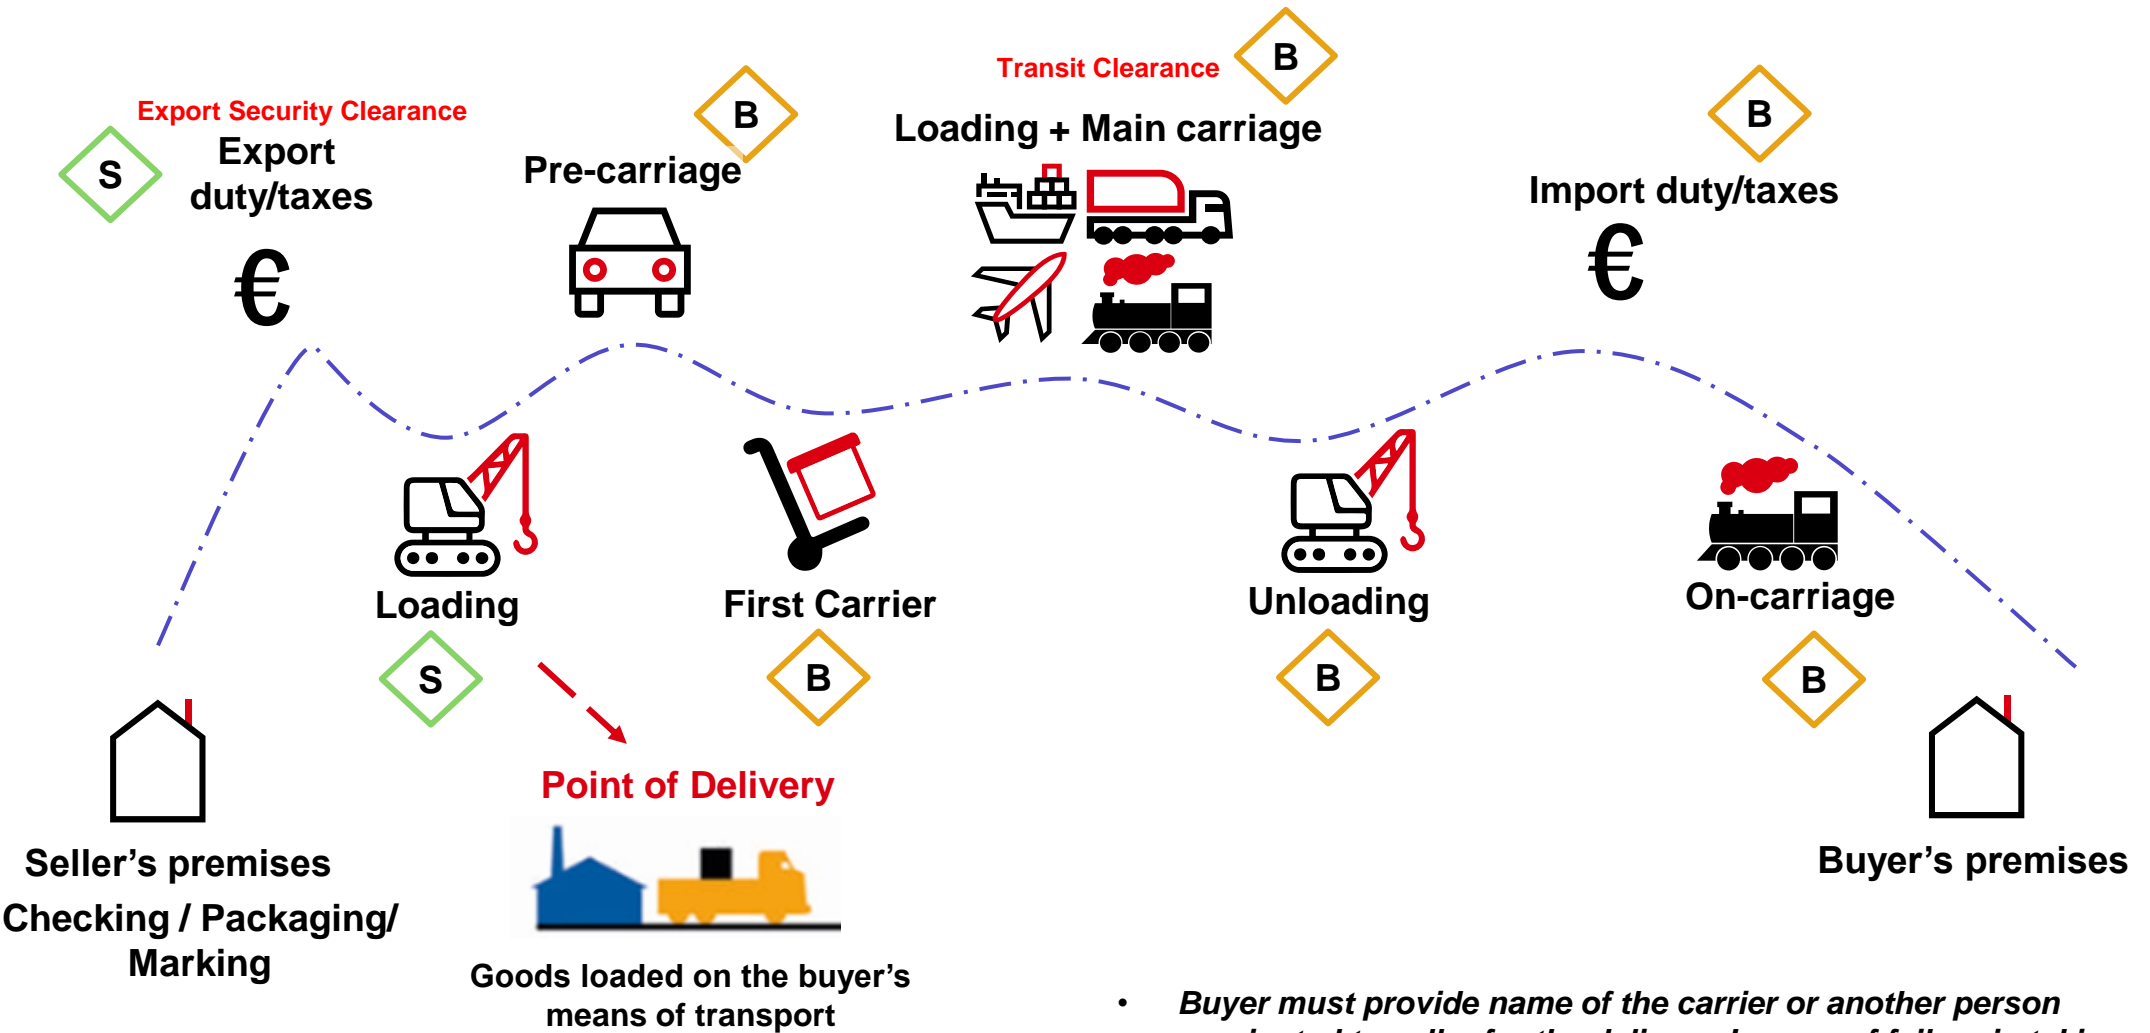 Transit Clearance
B
Export Security Clearance
S
Export
duty/taxes
€
B
Pre-carriage
Loading + Main carriage
B
Import duty/taxes
€
Loading
S
First Carrier
B
Unloading
B
On-carriage
B
Point of Delivery
Seller’s premises
Checking / Packaging/
Marking
Buyer’s premises
Goods loaded on the buyer’s
means of transport
• Buyer must provide name of the carrier or another person